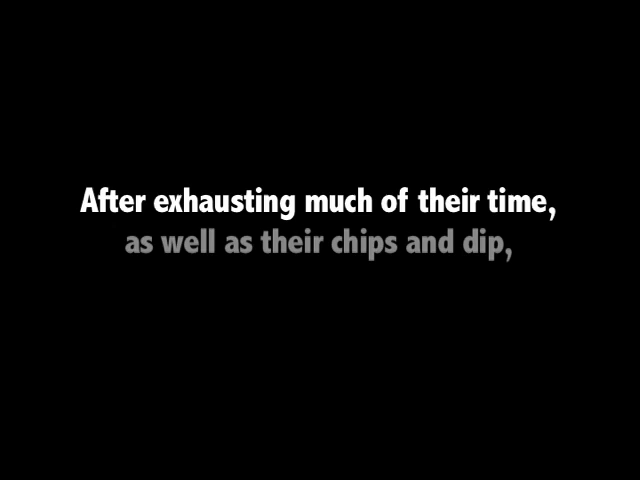 After exhausting much of their time,
as well as their chips and dip,